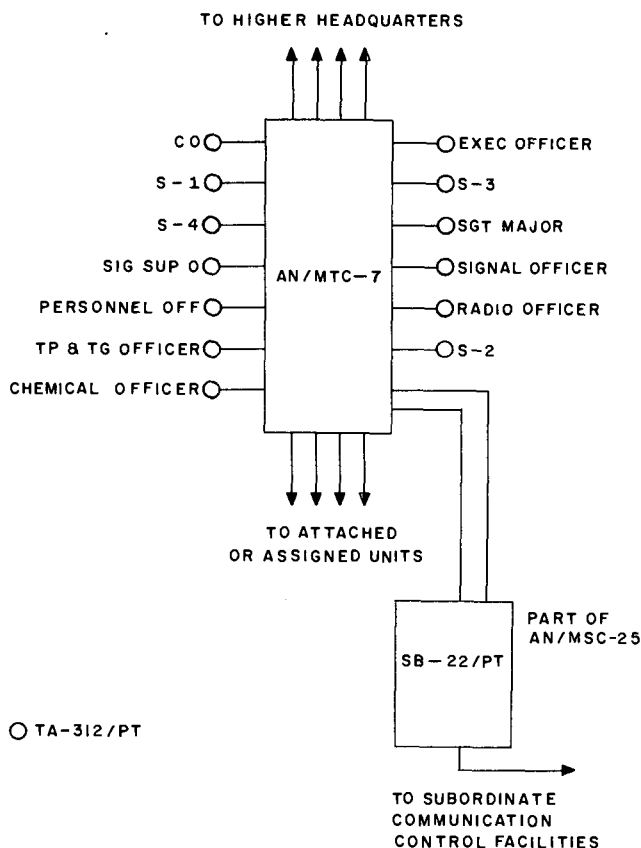 TO HIGHER HEADQUARTERS
CO
EXEC OFFICER
S-1
S-3
S-4
SGT MAJOR
SIG SUP O
AN/MTC-7
SIGNAL OFFICER
PERSONNEL OFF
RADIO OFFICER
TP & TG OFFICER
S-2
CHEMICAL OFFICER
TO ATTACHED
OR ASSIGNED UNITS
PART OF
AN/MSC-25
SB-22/PT
TA-312/PT
TO SUBORDINATE
COMMUNICATION
CONTROL FACILITIES